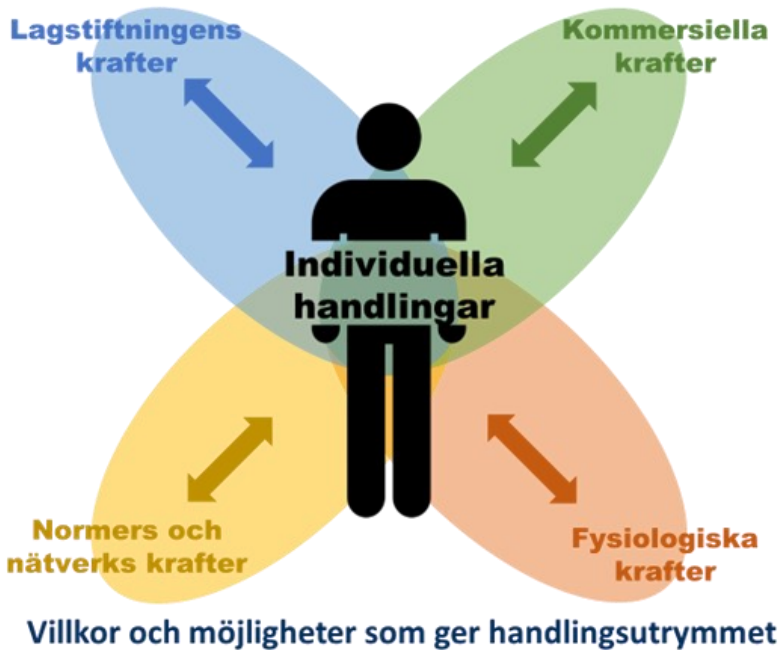 Lagstiftningens
krafter
Kommersiella
krafter
Individuella
handlingar
Normers och
nätverks krafter
Fysiologiska
krafter
Villkor och möjligheter som ger handlingsutrymmet